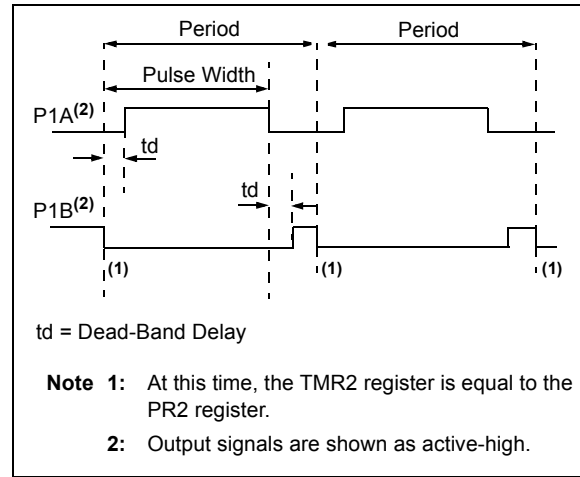 Period Period
Pulse Width
P1A(2)
td
td
P1B(2)
(1) (1) (1)
td = Dead-Band Delay
Note 1: At this time, the TMR2 register is equal to the
PR2 register.
2: Output signals are shown as active-high.